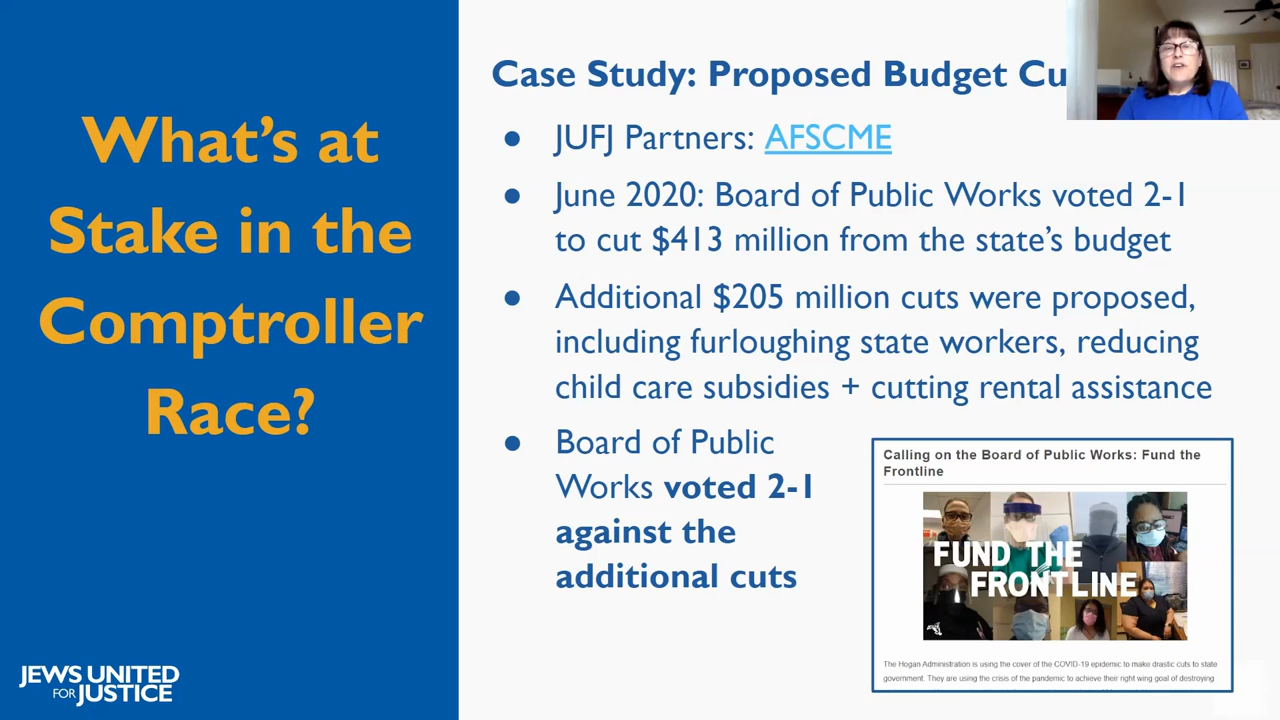 What's at
Stake in the
Comptroller
Race?
JEWS UNITED
FOR JUSTICE
Case Study: Proposed Budget Cu
● JUFJ Partners: AFSCME
● June 2020: Board of Public Works voted 2-1
to cut $413 million from the state's budget
● Additional $205 million cuts were proposed,
including furloughing state workers, reducing
child care subsidies + cutting rental assistance
● Board of Public
Works voted 2-1
against the
additional cuts
Calling on the Board of Public Works: Fund the
Frontline
FUND THE
FRONTLINE
The Hogan Administration is using the cover of the COVID-19 epidemic to make drastic cuts to state
government. They are using the crisis of the pandemic to achieve their right wing goal of destroying